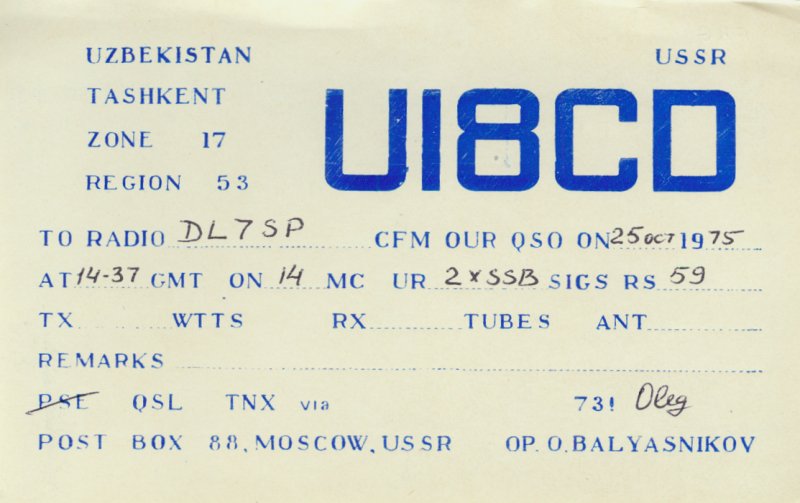 UZBEKISTAN USSR
TASHKENT
UI8CD
ZONE 17
REGION 53
TO RADIO DL7SP CFM OUR QSO ON 25 OCT 1975
AT 14-37 GMT ON 14 MC UR 2xSSB SIGS RS 59
TX WTTS RX TUBES ANT
REMARKS
PSE QSL TNX via 73! Oleg
POST BOX 88, MOSCOW, USSR OP. O. BALYASNIKOV